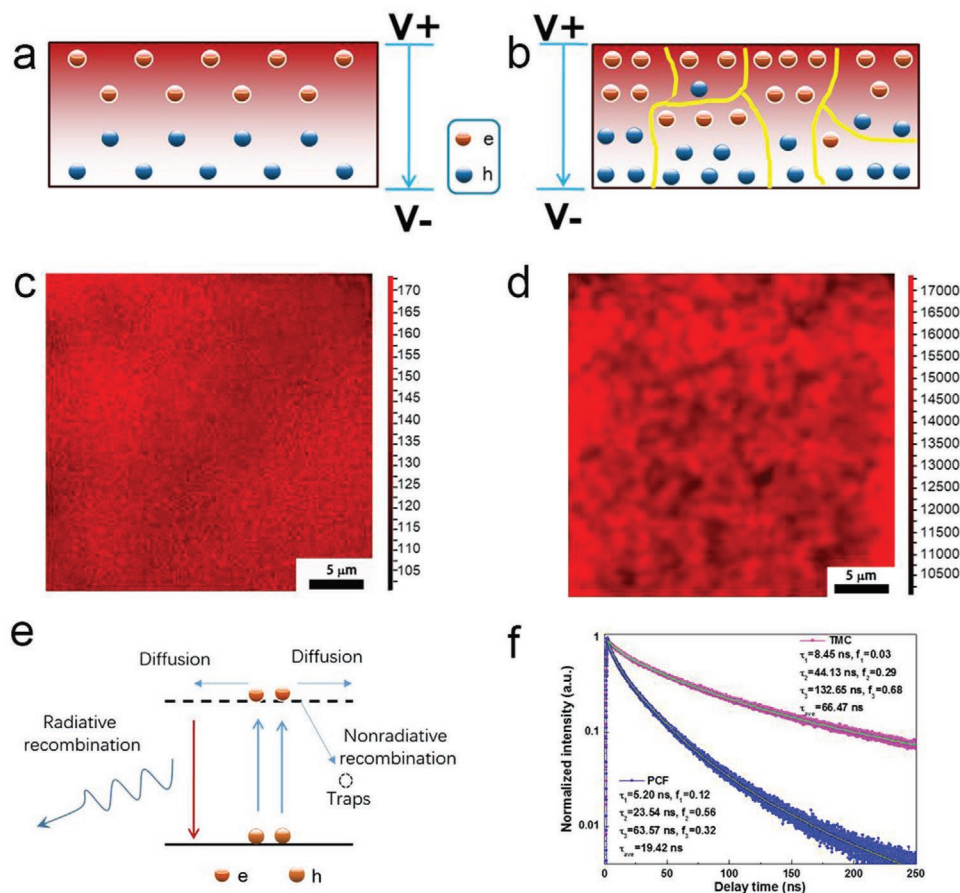 a
V+
V-
e
h
b
V+
V-
c
170
165
155
145
140
135
130
125
120
115
110
105
5 μm
d
17000
16500
15500
15000
14500
14000
13500
13000
12500
12000
11000
10500
5 μm
e
Diffusion
Diffusion
Radiative
recombination
Nonradiative
recombination
Traps
e
h
f
Normalized intensity (a.u.)
1
0.1
0.01
TMC
τ1=8.45 ns, f1=0.03
τ2=44.13 ns, f2=0.29
τ3=132.65 ns, f3=0.68
τave=66.47 ns
PCF
τ1=5.20 ns, f1=0.12
τ2=23.54 ns, f2=0.56
τ3=63.57 ns, f3=0.32
τave=19.42 ns
0
50
100
150
200
250
Delay time (ns)